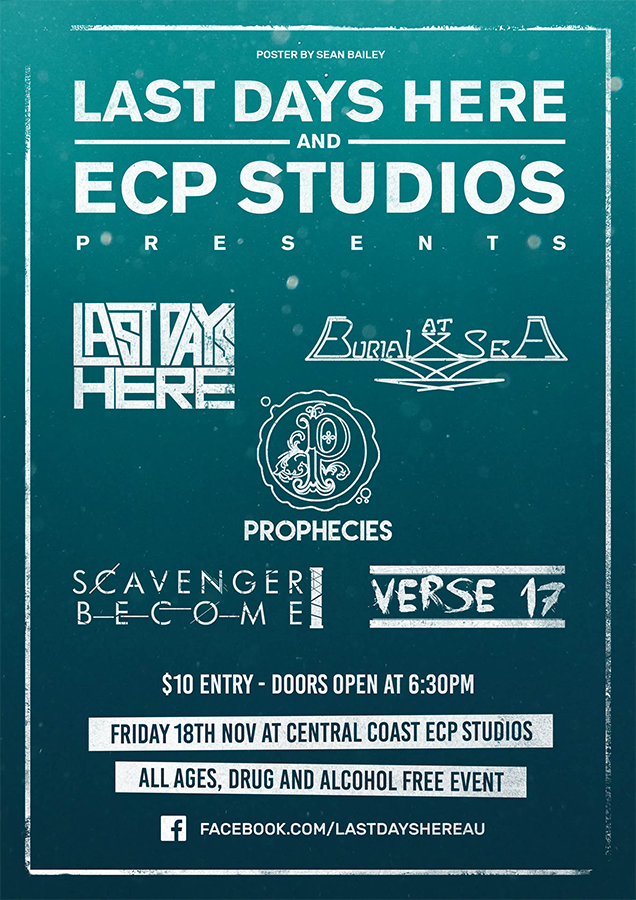 POSTER BY SEAN BAILEY
LAST DAYS HERE
AND
ECP STUDIOS
PRESENTS
LAST DAYS
HERE
BURIAL AT SEA
P
PROPHECIES
SCAVENGER
BECOME
VERSE 17
$10 ENTRY - DOORS OPEN AT 6:30PM
FRIDAY 18TH NOV AT CENTRAL COAST ECP STUDIOS
ALL AGES, DRUG AND ALCOHOL FREE EVENT
f FACEBOOK.COM/LASTDAYSHEREAU